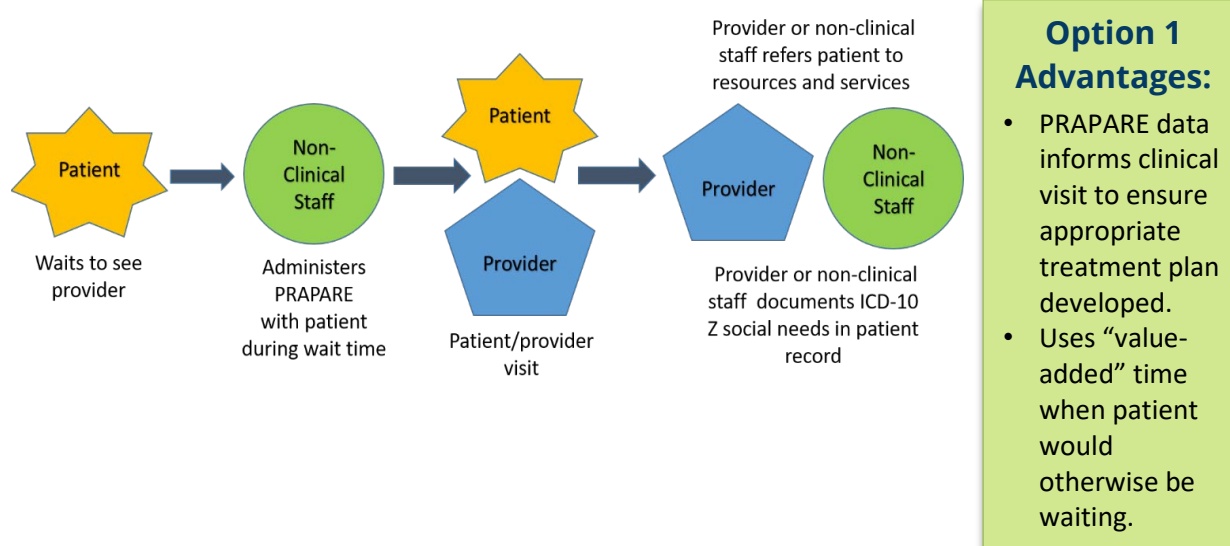 Patient
Waits to see
provider
Non-
Clinical
Staff
Administers
PRAPARE
with patient
during wait time
Patient
Provider
Patient/provider
visit
Provider or non-clinical
staff refers patient to
resources and services
Provider
Non-
Clinical
Staff
Provider or non-clinical
staff documents ICD-10
Z social needs in patient
record
Option 1
Advantages:
• PRAPARE data
informs clinical
visit to ensure
appropriate
treatment plan
developed.
• Uses “value-
added” time
when patient
would
otherwise be
waiting.